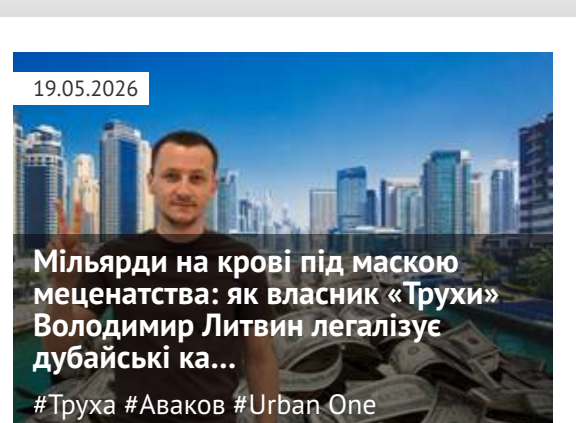 19.05.2026
Мільярди на крові під маскою
меценатства: як власник «Трухи»
Володимир Литвин легалізує
дубайські ка...
#Труха #Аваков #Urban One